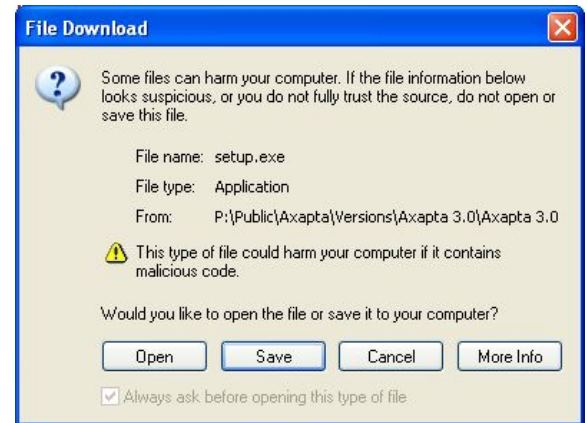 File Download
Some files can harm your computer. If the file information below
looks suspicious, or you do not fully trust the source, do not open or
save this file.
File name: setup.exe
File type: Application
From: P:\Public\Axapta\Versions\Axapta 3.0\Axapta 3.0
This type of file could harm your computer if it contains
malicious code.
Would you like to open the file or save it to your computer?
Open Save Cancel More Info
Always ask before opening this type of file